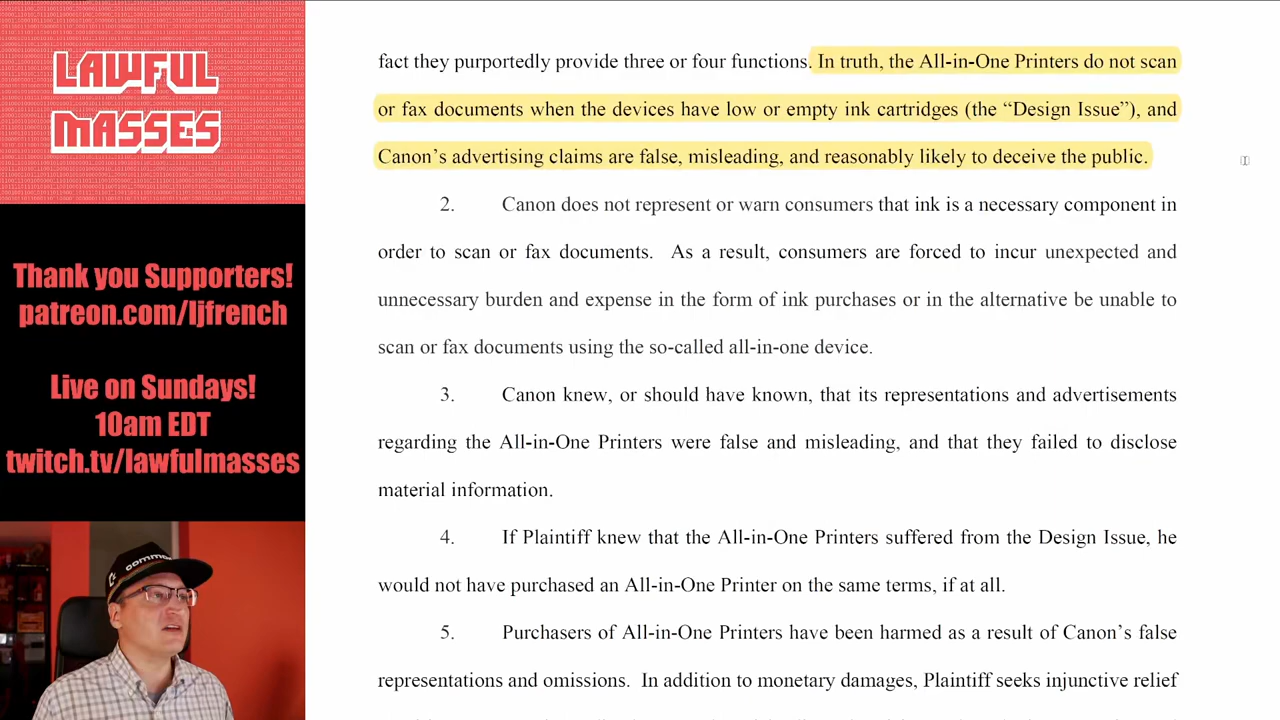 LAWFUL
MASSES
Thank you Supporters!
patreon.com/ljfrench
Live on Sundays!
10am EDT
twitch.tv/lawfulmasses
fact they purportedly provide three or four functions. In truth, the All-in-One Printers do not scan
or fax documents when the devices have low or empty ink cartridges (the “Design Issue”), and
Canon’s advertising claims are false, misleading, and reasonably likely to deceive the public.
2. Canon does not represent or warn consumers that ink is a necessary component in
order to scan or fax documents. As a result, consumers are forced to incur unexpected and
unnecessary burden and expense in the form of ink purchases or in the alternative be unable to
scan or fax documents using the so-called all-in-one device.
3. Canon knew, or should have known, that its representations and advertisements
regarding the All-in-One Printers were false and misleading, and that they failed to disclose
material information.
4. If Plaintiff knew that the All-in-One Printers suffered from the Design Issue, he
would not have purchased an All-in-One Printer on the same terms, if at all.
5. Purchasers of All-in-One Printers have been harmed as a result of Canon’s false
representations and omissions. In addition to monetary damages, Plaintiff seeks injunctive relief